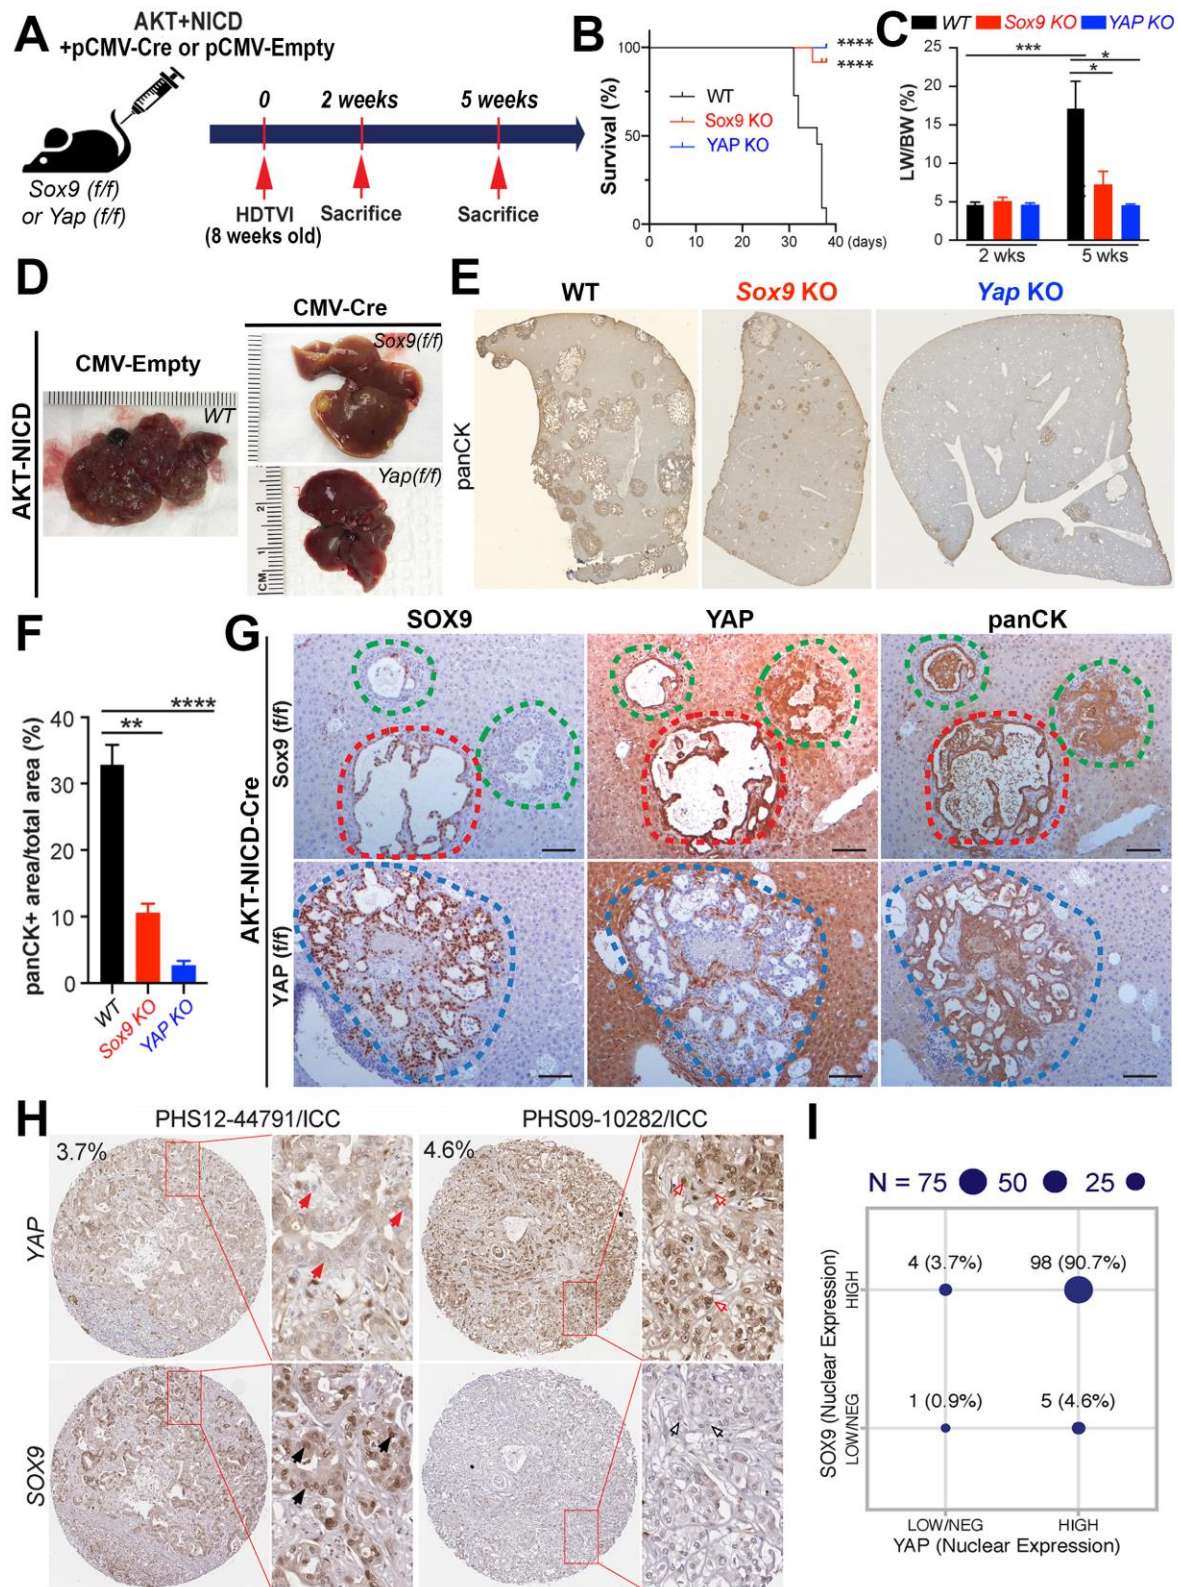 A
AKT+NICD
+pCMV-Cre or pCMV-Empty
0
2 weeks
5 weeks
Sox9 (f/f)
or Yap (f/f)
HDTVI
(8 weeks old)
Sacrifice
Sacrifice
B
Survival (%)
100
50
0
0
10
20
30
40 (days)
WT
Sox9 KO
YAP KO
****
****
C
WT
Sox9 KO
YAP KO
LW/BW (%)
25
20
15
10
5
0
***
*
*
2 wks
5 wks
D
AKT-NICD
CMV-Empty
WT
CMV-Cre
Sox9(f/f)
Yap(f/f)
2
1
CM
E
WT
Sox9 KO
Yap KO
panCK
F
panCK+ area/total area (%)
40
30
20
10
0
****
**
WT
Sox9 KO
YAP KO
G
SOX9
YAP
panCK
AKT-NICD-Cre
Sox9 (f/f)
YAP (f/f)
H
PHS12-44791/ICC
PHS09-10282/ICC
3.7%
4.6%
YAP
SOX9
I
N = 75
50
25
SOX9 (Nuclear Expression)
HIGH
LOW/NEG
4 (3.7%)
98 (90.7%)
1 (0.9%)
5 (4.6%)
LOW/NEG
HIGH
YAP (Nuclear Expression)